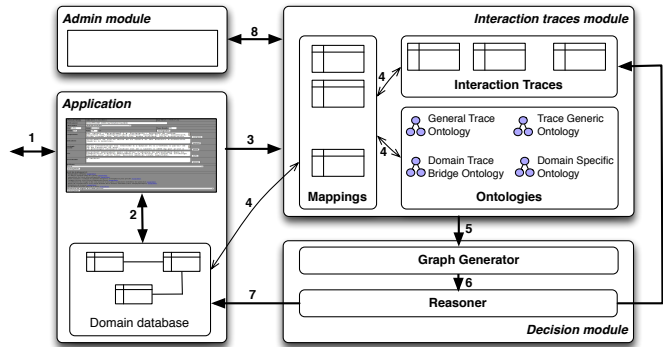 Admin module
8
Interaction traces module
4
Interaction Traces
Application
1
3
General Trace
Ontology
Trace Generic
Ontology
4
Domain Trace
Bridge Ontology
Domain Specific
Ontology
Mappings
Ontologies
2
4
5
Graph Generator
6
7
Reasoner
Domain database
Decision module